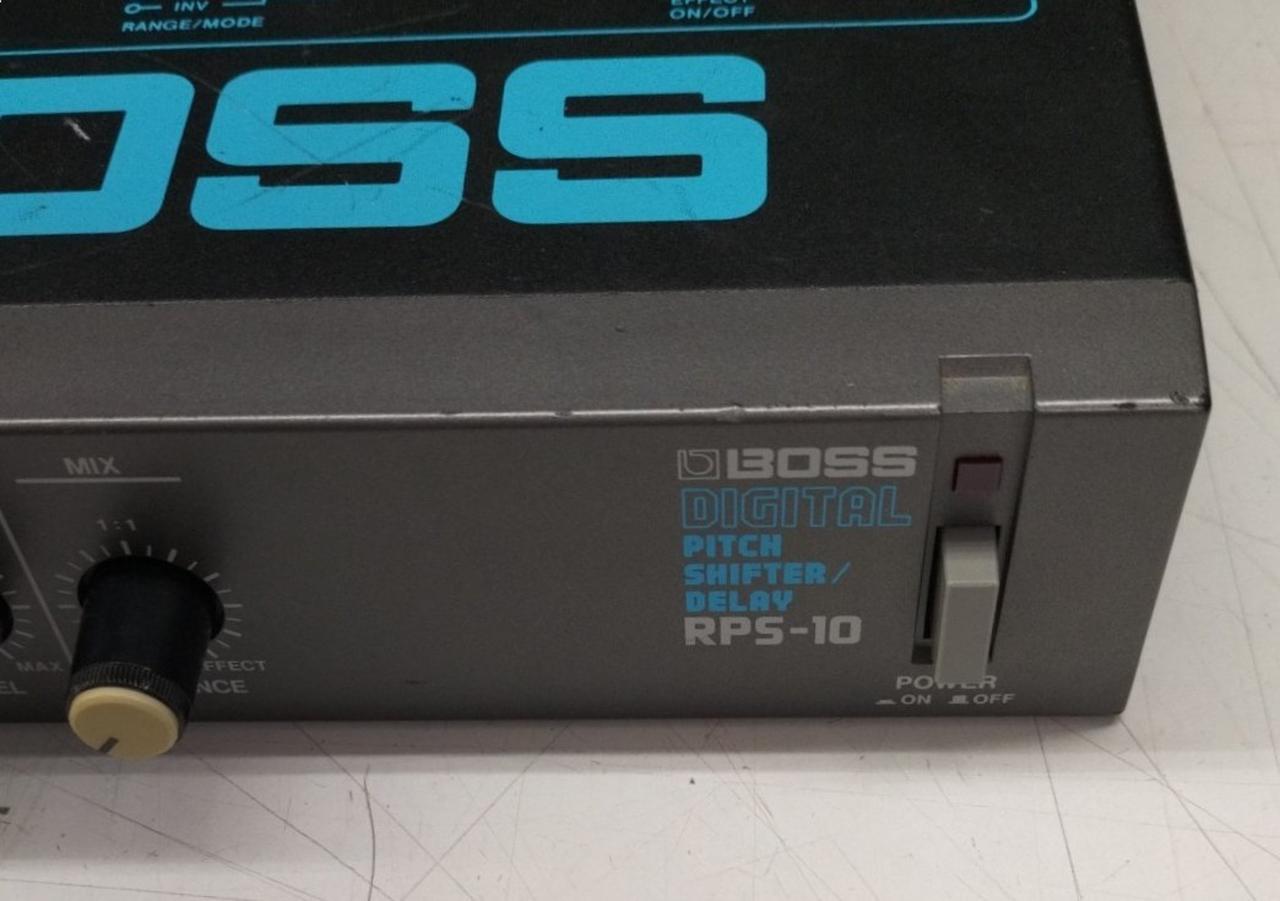 INV
RANGE/MODE
EFFECT
ON/OFF
OSS
MIX
1:1
BOSS
DIGITAL
PITCH
SHIFTER/
DELAY
RPS-10
MAX
EFFECT
EL
NCE
POWER
ON OFF